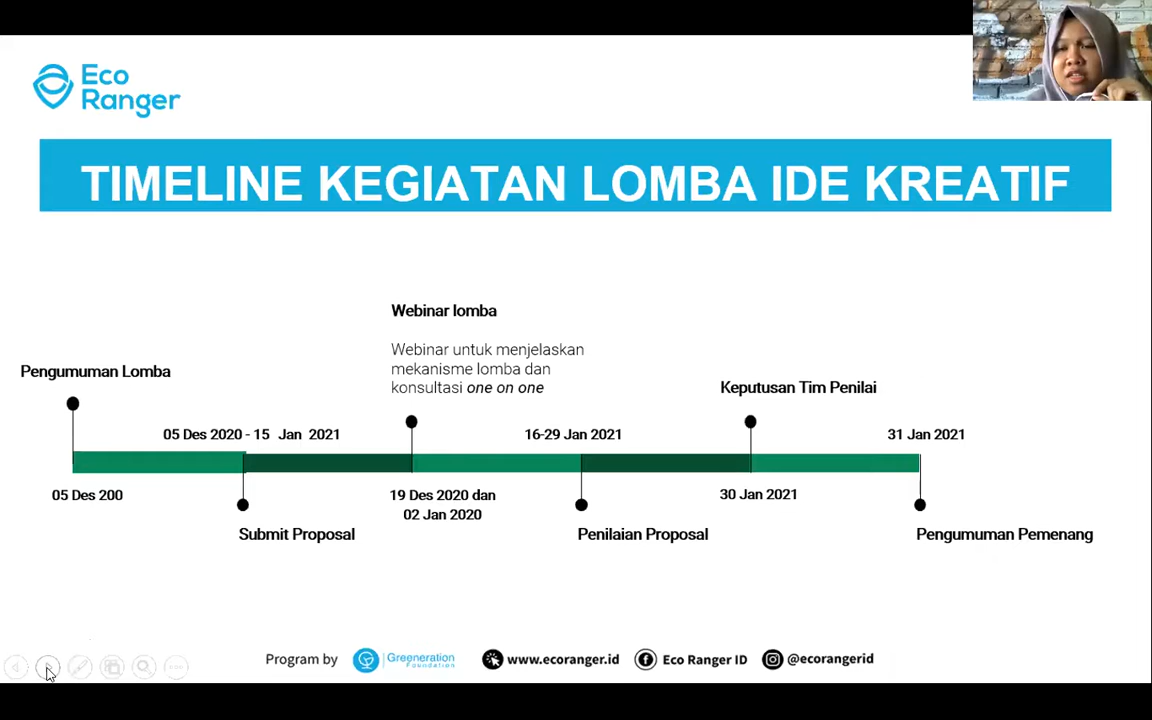 Eco
Ranger
TIMELINE KEGIATAN LOMBA IDE KREATIF
Webinar lomba
Webinar untuk menjelaskan
mekanisme lomba dan
konsultasi one on one
Pengumuman Lomba
Keputusan Tim Penilai
05 Des 2020 - 15 Jan 2021
16-29 Jan 2021
31 Jan 2021
05 Des 200
19 Des 2020 dan
02 Jan 2020
30 Jan 2021
Submit Proposal
Penilaian Proposal
Pengumuman Pemenang
Program by
Greeneration
Foundation
www.ecoranger.id
Eco Ranger ID
@ecorangerid